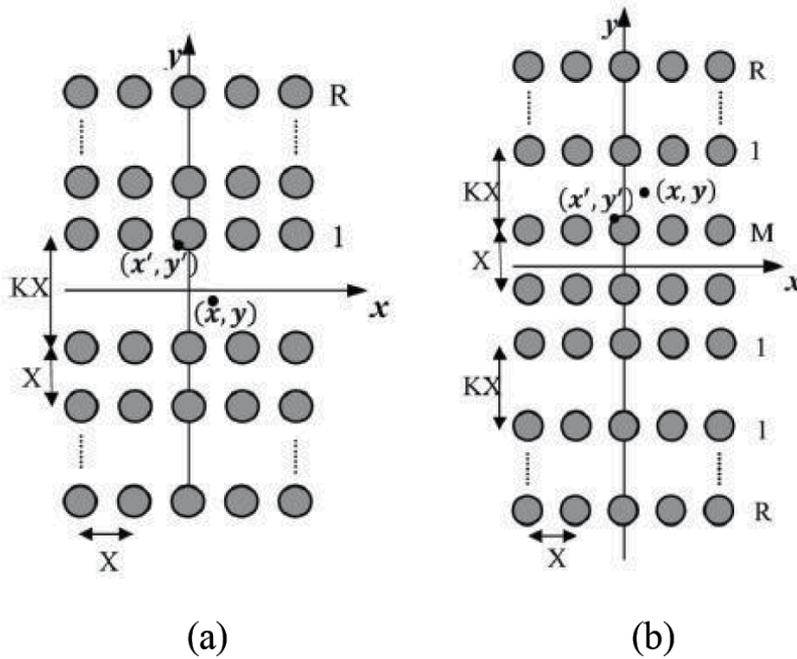 y
R
1
(x′, y′)
KX
x
(x, y)
X
X
(a)
y
R
1
KX
(x′, y′) (x, y)
M
X
x
1
KX
1
R
X
(b)